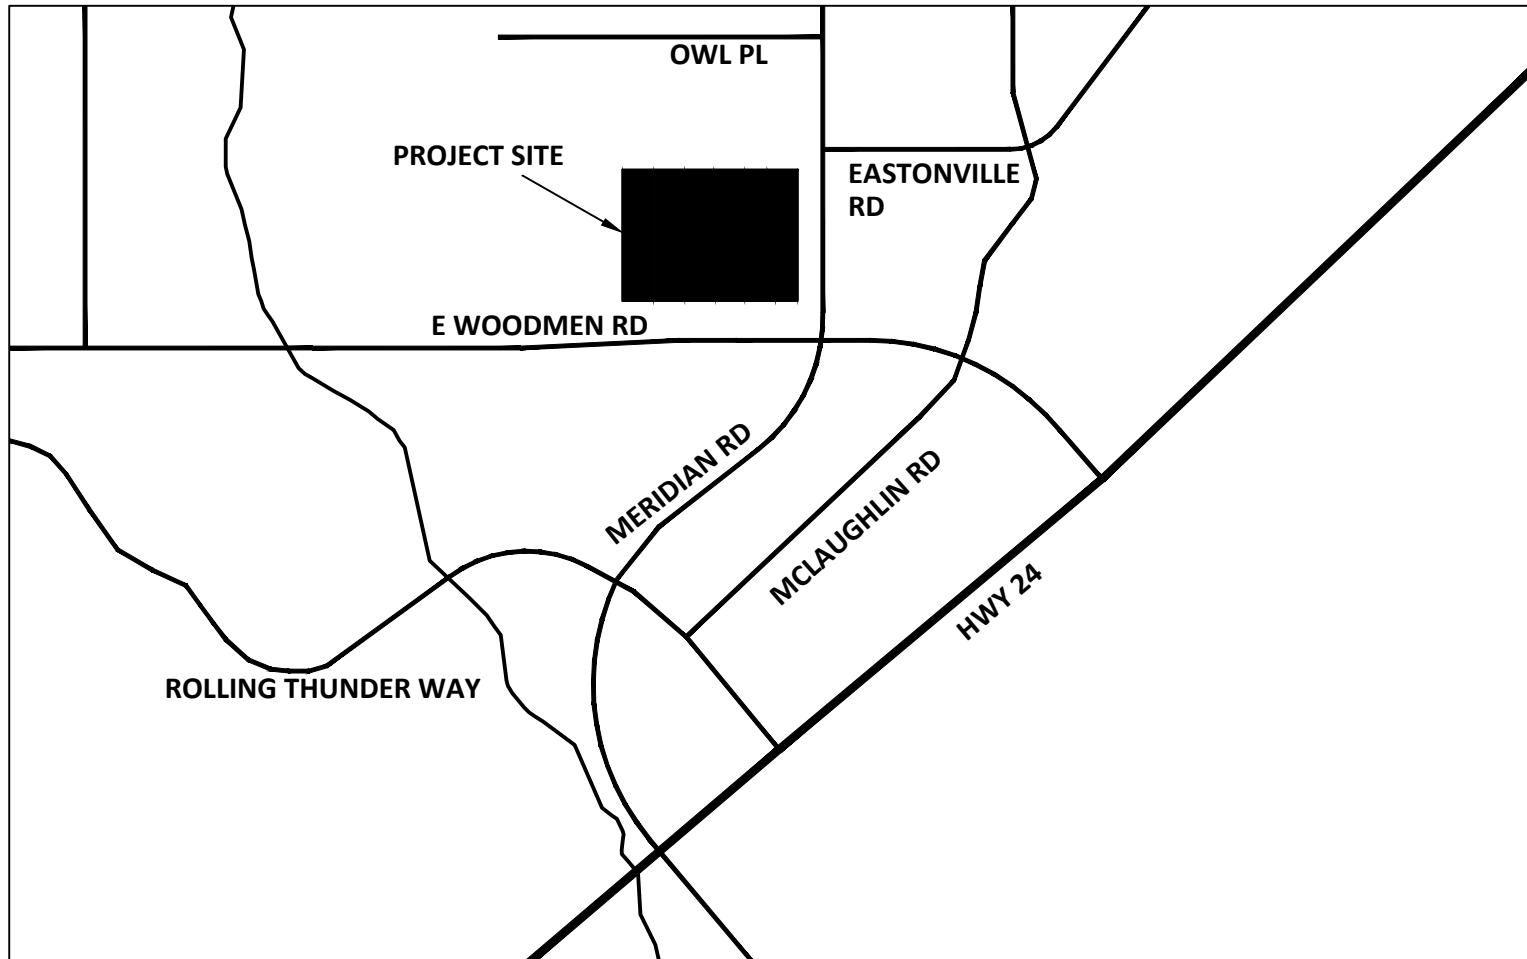 OWL PL
PROJECT SITE
EASTONVILLE
RD
E WOODMEN RD
MERIDIAN RD
MCLAUGHLIN RD
HWY 24
ROLLING THUNDER WAY